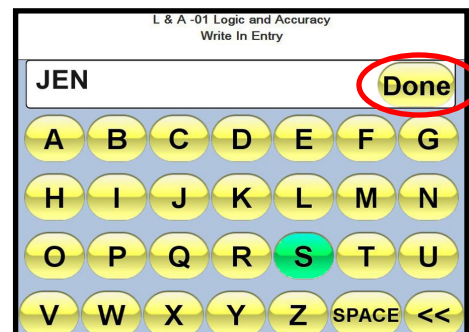 L & A -01 Logic and Accuracy
Write In Entry
JEN Done
A B C D E F G
H I J K L M N
O P Q R S T U
V W X Y Z SPACE <<